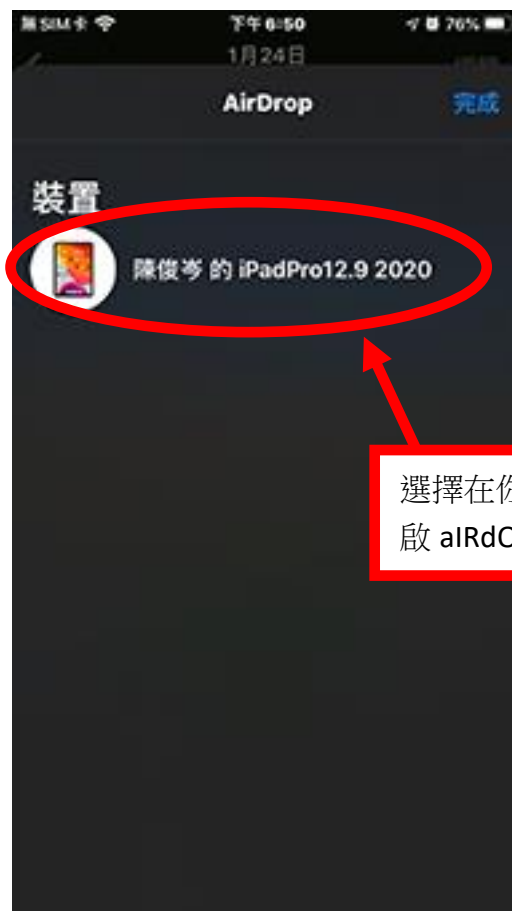 無SIM卡 下午6:50 76%
1月24日
AirDrop 完成
裝置
陳俊岑 的 iPadPro12.9 2020
選擇在你
啟 aIRdO